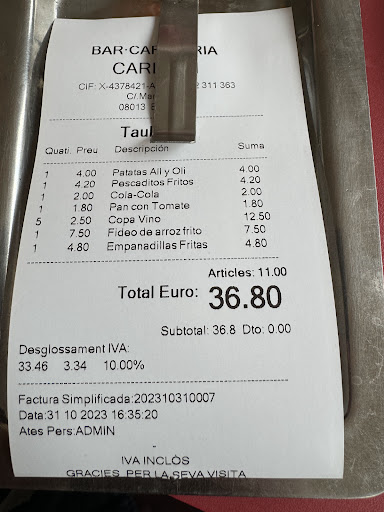 BAR·CAF
CIF: X-4378421- 311 363
C/
08013
Quati. Preu Descripción Suma
1 4.00 Patatas All y Oli 4.00
1 4.20 Pescaditos Fritos 4.20
1 2.00 Cola-Cola 2.00
1 1.80 Pan con Tomate 1.80
5 2.50 Copa Vino 12.50
1 7.50 Fideo de arroz frito 7.50
1 4.80 Empanadillas Fritas 4.80
Articles: 11.00
Total Euro: 36.80
Subtotal: 36.8 Dto: 0.00
Desglossament IVA:
33.46 3.34 10.00%
Factura Simplificada:202310310007
Data:31 10 2023 16:35:20
Ates Pers:ADMIN
IVA INCLÒS
GRACIES PER LA SEVA VISITA